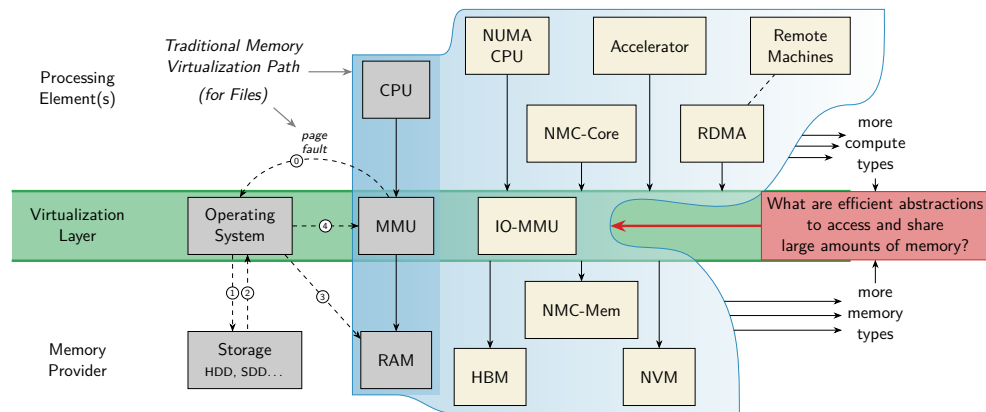 Traditional Memory
Virtualization Path
(for Files)
Processing
Element(s)
CPU
NUMA
CPU
Accelerator
Remote
Machines
NMC-Core
RDMA
more
compute
types
page
fault
0
Virtualization
Layer
Operating
System
4
MMU
IO-MMU
What are efficient abstractions
to access and share
large amounts of memory?
1
2
3
more
memory
types
Memory
Provider
Storage
HDD, SDD...
RAM
NMC-Mem
HBM
NVM